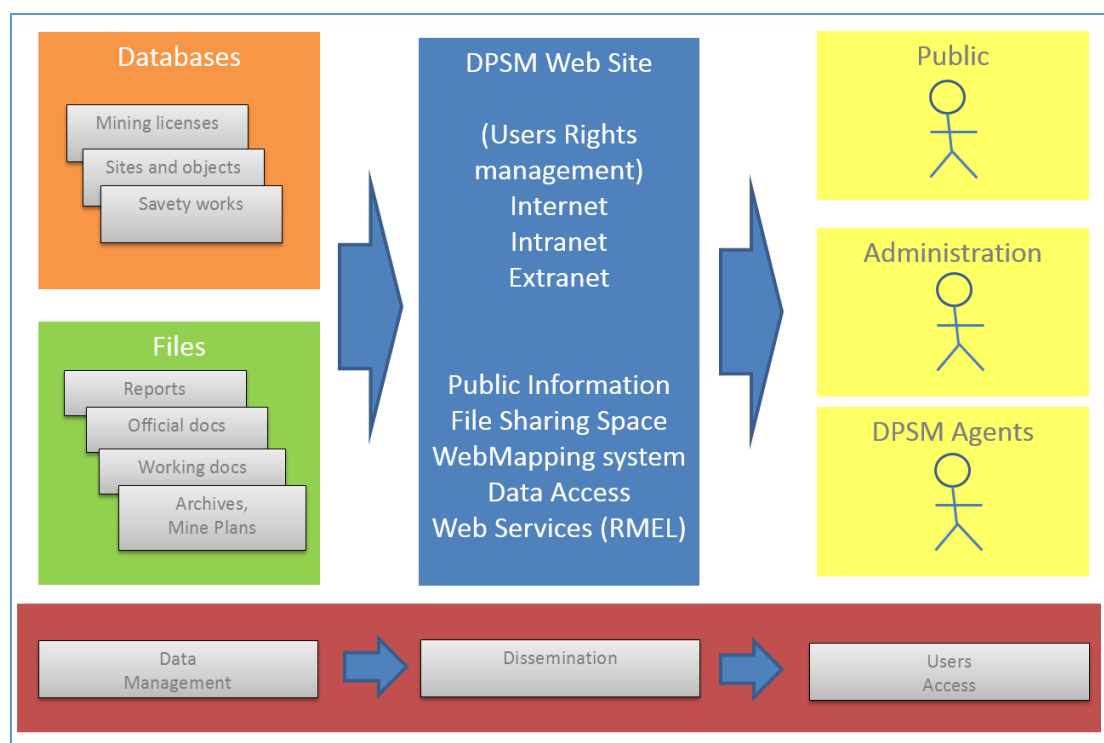 Databases
Mining licenses
Sites and objects
Savety works
Files
Reports
Official docs
Working docs
Archives,
Mine Plans
DPSM Web Site
(Users Rights
management)
Internet
Intranet
Extranet
Public Information
File Sharing Space
WebMapping system
Data Access
Web Services (RMEL)
Public
Administration
DPSM Agents
Data
Management
Dissemination
Users
Access